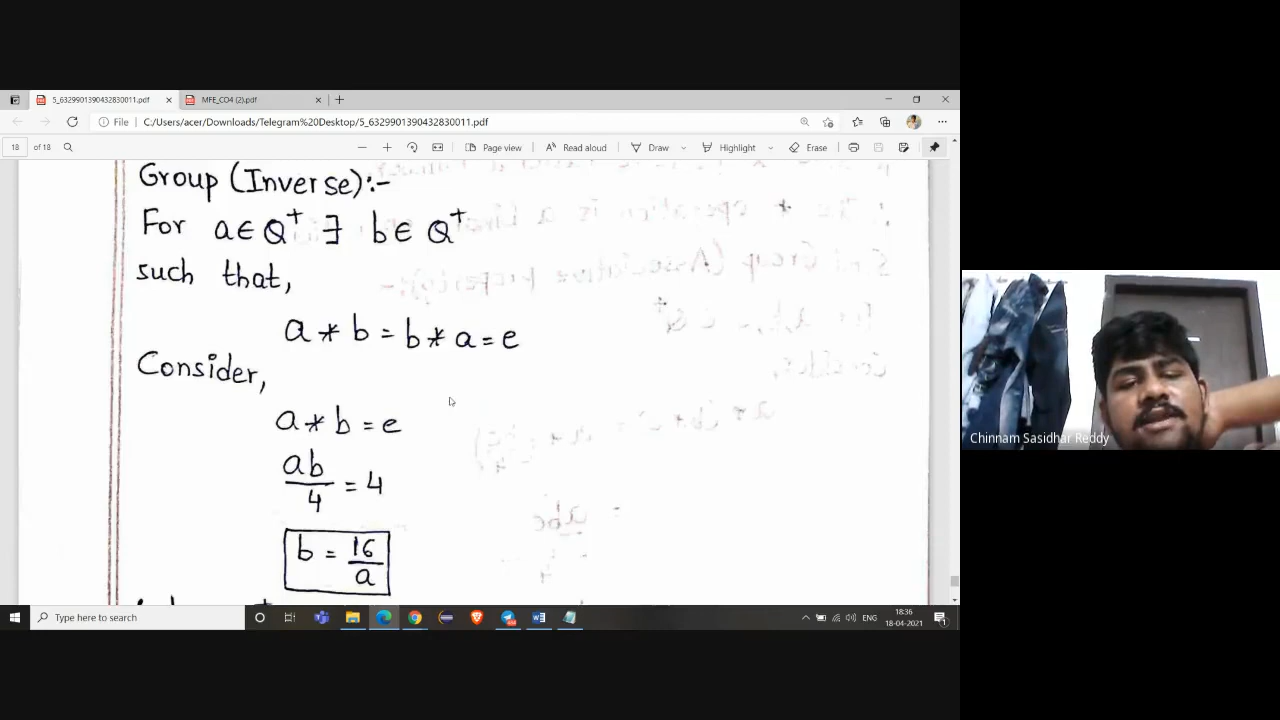 5_6329901390432830011.pdf
MFE_CO4 (2).pdf
File
C:/Users/acer/Downloads/Telegram%20Desktop/5_6329901390432830011.pdf
18 of 18
Page view
Read aloud
Draw
Highlight
Erase
Group (Inverse):-
For a ∈ Q⁺ ∃ b ∈ Q⁺
such that,
a * b = b * a = e
Consider,
a * b = e
ab/4 = 4
b = 16/a
Chinnam Sasidhar Reddy
Type here to search
ENG
18:36
18-04-2021